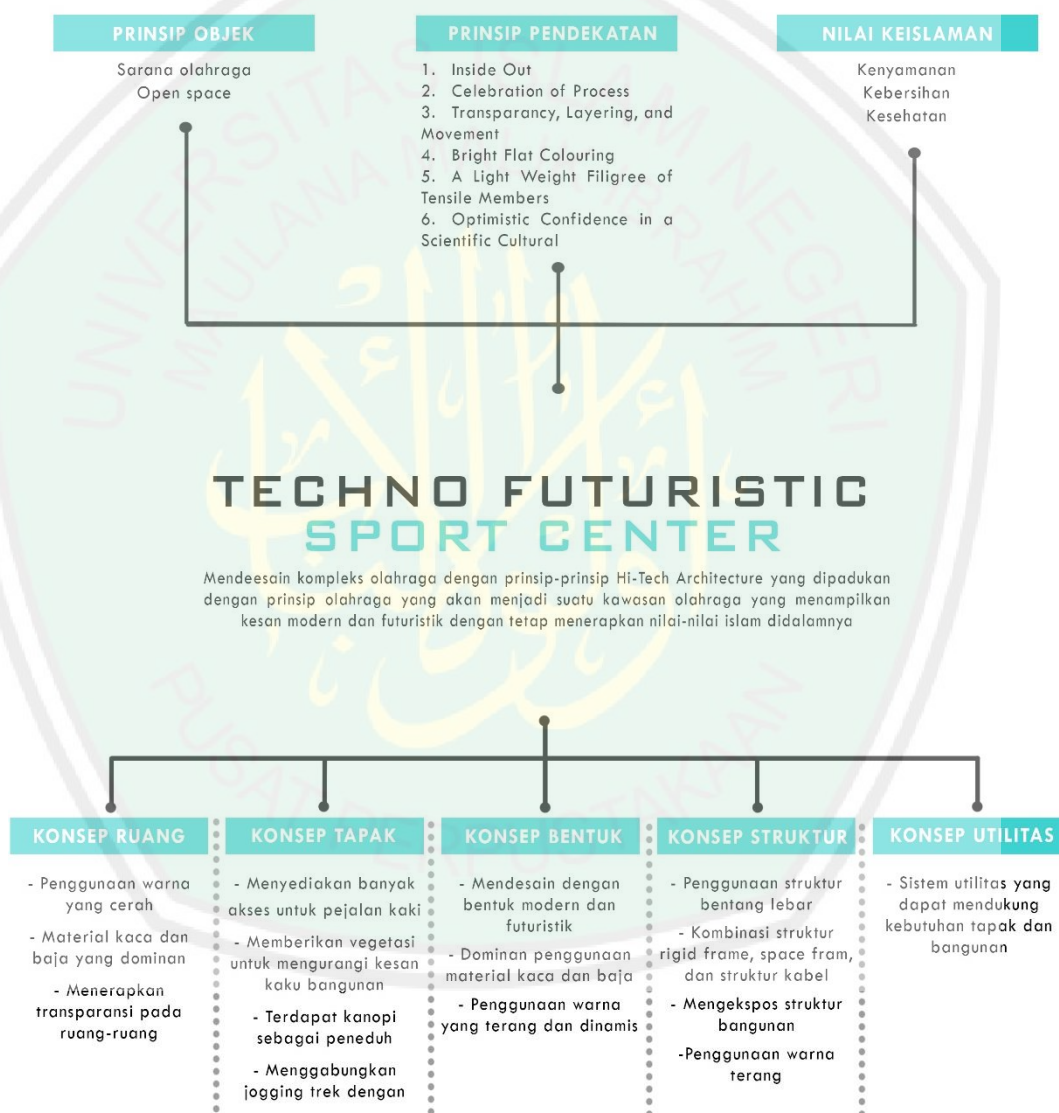 PRINSIP OBJEK
Sarana olahraga
Open space
PRINSIP PENDEKATAN
1. Inside Out
2. Celebration of Process
3. Transparancy, Layering, and
Movement
4. Bright Flat Colouring
5. A Light Weight Filigree of
Tensile Members
6. Optimistic Confidence in a
Scientific Cultural
NILAI KEISLAMAN
Kenyamanan
Kebersihan
Kesehatan
UNIVERSITAS ISLAM NEGERI
MAULANA MALIK IBRAHIM
TECHNO FUTURISTIC
SPORT CENTER
Mendeesain kompleks olahraga dengan prinsip-prinsip Hi-Tech Architecture yang dipadukan
dengan prinsip olahraga yang akan menjadi suatu kawasan olahraga yang menampilkan
kesan modern dan futuristik dengan tetap menerapkan nilai-nilai islam didalamnya
PUSAT PERPUSTAKAAN
KONSEP RUANG
- Penggunaan warna
yang cerah
- Material kaca dan
baja yang dominan
- Menerapkan
transparansi pada
ruang-ruang
KONSEP TAPAK
- Menyediakan banyak
akses untuk pejalan kaki
- Memberikan vegetasi
untuk mengurangi kesan
kaku bangunan
- Terdapat kanopi
sebagai peneduh
- Menggabungkan
jogging trek dengan
KONSEP BENTUK
- Mendesain dengan
bentuk modern dan
futuristik
- Dominan penggunaan
material kaca dan baja
- Penggunaan warna
yang terang dan dinamis
KONSEP STRUKTUR
- Penggunaan struktur
bentang lebar
- Kombinasi struktur
rigid frame, space fram,
dan struktur kabel
- Mengekspos struktur
bangunan
-Penggunaan warna
terang
KONSEP UTILITAS
- Sistem utilitas yang
dapat mendukung
kebutuhan tapak dan
bangunan